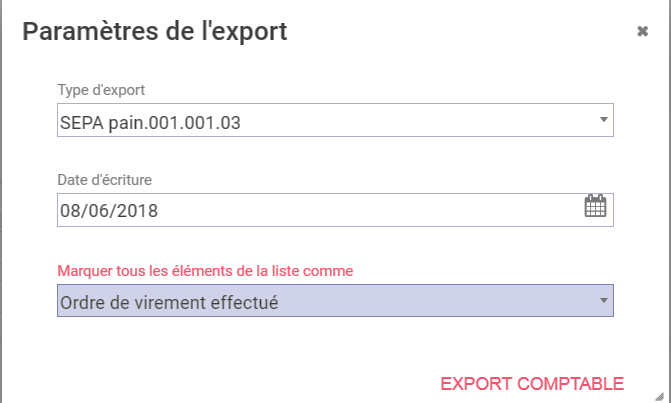 Paramètres de l'export
Type d'export
SEPA pain.001.001.03
Date d'écriture
08/06/2018
Marquer tous les éléments de la liste comme
Ordre de virement effectué
EXPORT COMPTABLE